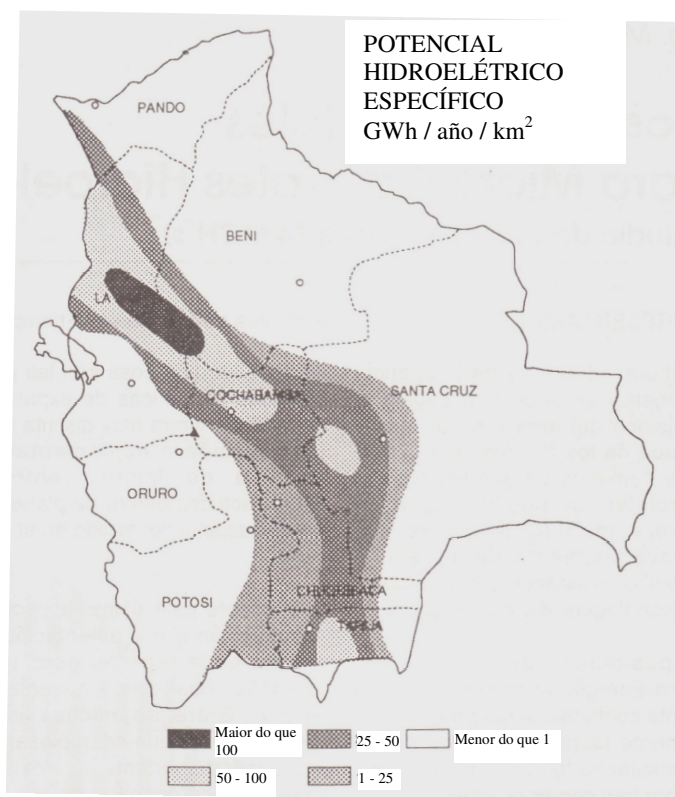 POTENCIAL
HIDROELÉTRICO
ESPECÍFICO
GWh / año / km²
PANDO
BENI
LA
COCHABAMBA
SANTA CRUZ
ORURO
POTOSI
CHUQUISACA
TARIJA
Maior do que
100
25 - 50
Menor do que 1
50 - 100
1 - 25